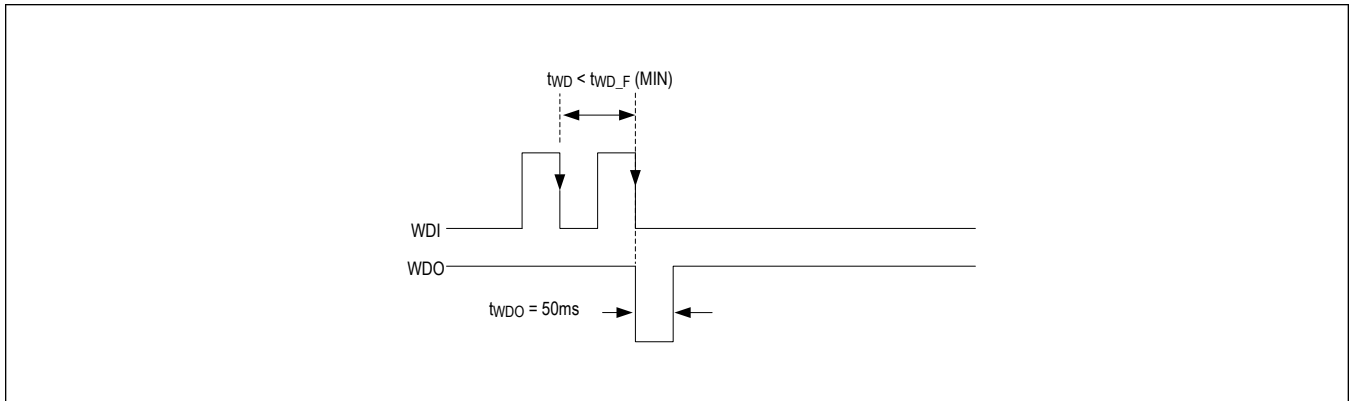 tWD < tWD_F (MIN)
WDI
WDO
tWDO = 50ms